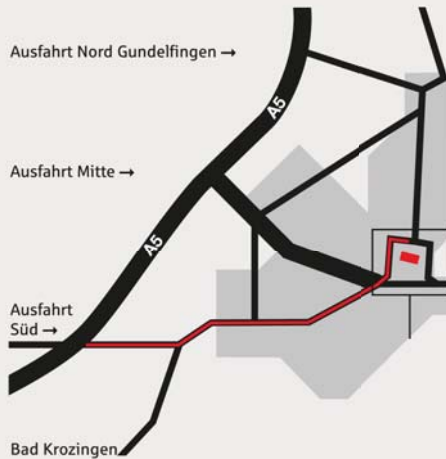 Ausfahrt Nord Gundelfingen →
A5
Ausfahrt Mitte →
A5
Ausfahrt
Süd →
Bad Krozingen